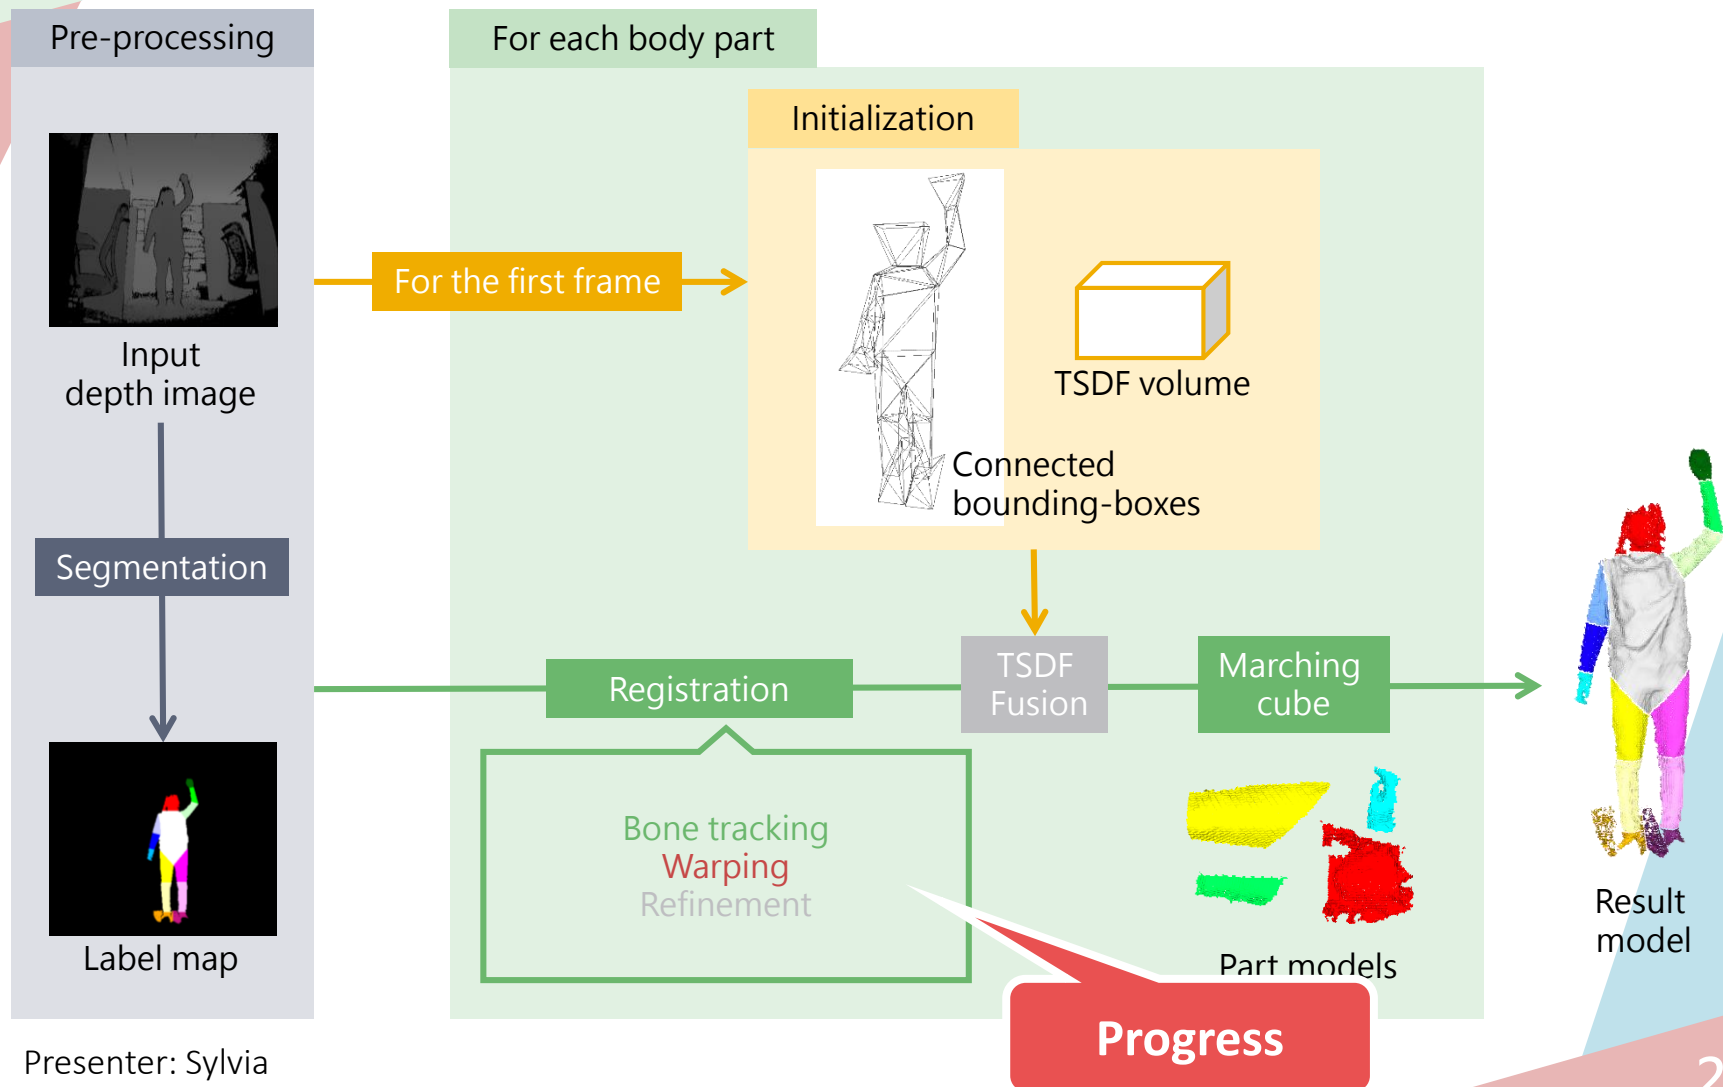 Pre-processing
For each body part
Initialization
For the first frame
Input
depth image
TSDF volume
Connected
bounding-boxes
Segmentation
Registration
TSDF
Fusion
Marching
cube
Bone tracking
Warping
Refinement
Label map
Part models
Result
model
Progress
Presenter: Sylvia
2